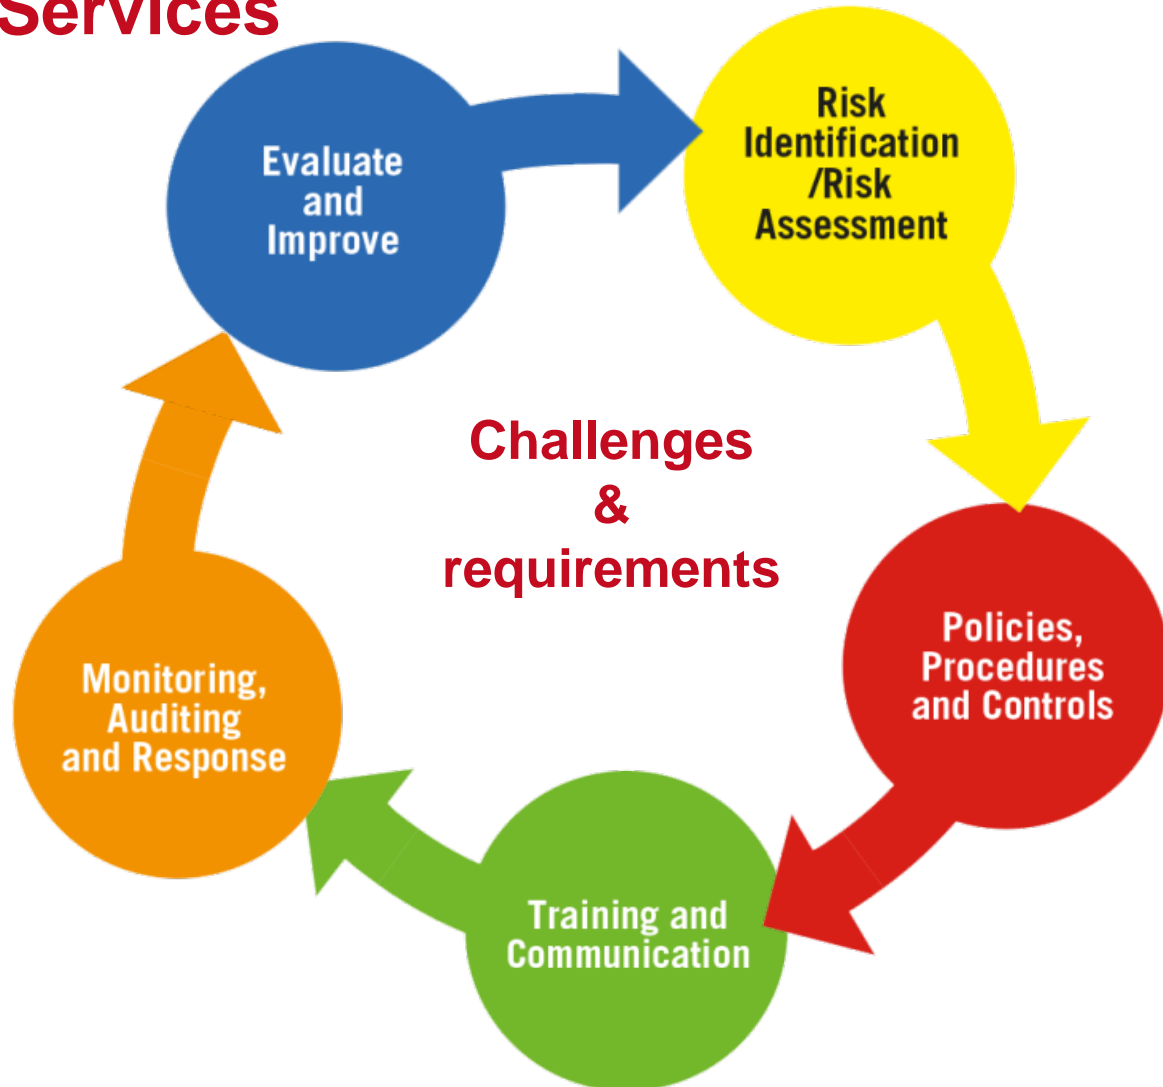 Services
Evaluate
and
Improve
Risk
Identification
/Risk
Assessment
Challenges
&
requirements
Policies,
Procedures
and Controls
Monitoring,
Auditing
and Response
Training and
Communication